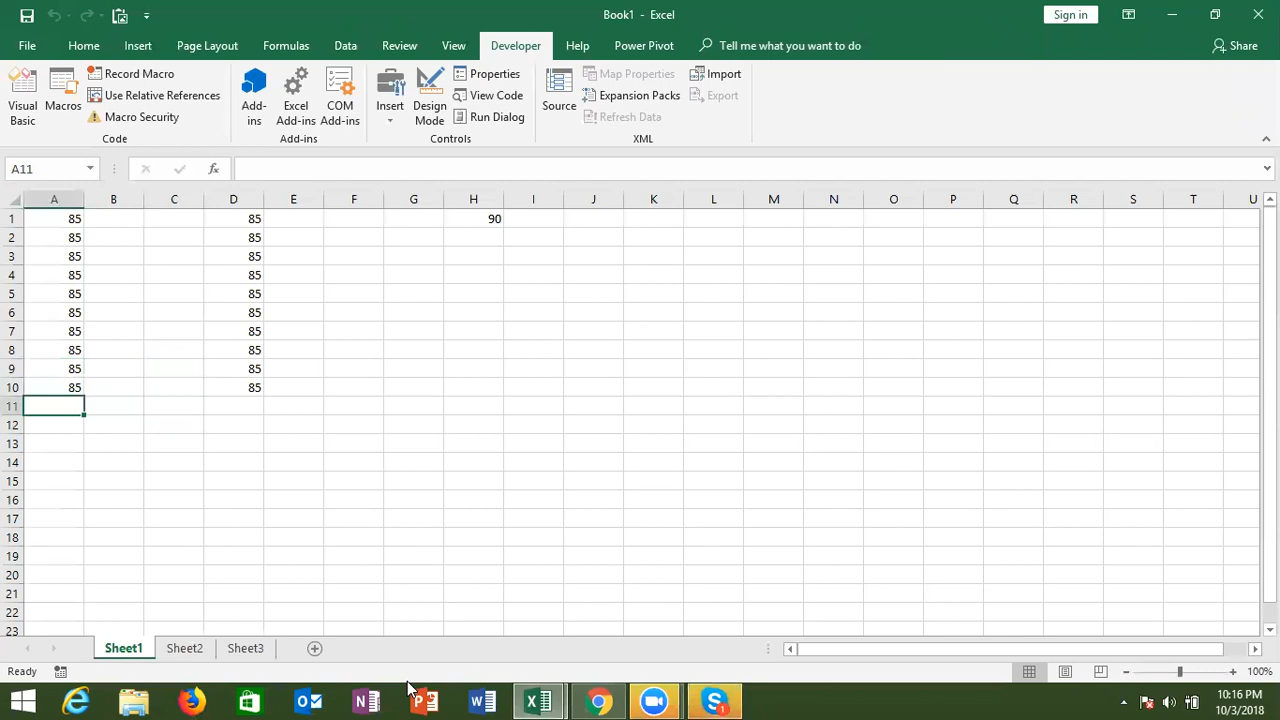 Book1 - Excel
Sign in
File Home Insert Page Layout Formulas Data Review View Developer Help Power Pivot Tell me what you want to do Share
Visual Basic
Macros
Record Macro
Use Relative References
Macro Security
Code
Add-ins
Excel Add-ins
COM Add-ins
Add-ins
Insert
Design Mode
Properties
View Code
Run Dialog
Controls
Source
Map Properties
Expansion Packs
Refresh Data
Import
Export
XML
A11 fx
A B C D E F G H I J K L M N O P Q R S T U
1 85 85 90
2 85 85
3 85 85
4 85 85
5 85 85
6 85 85
7 85 85
8 85 85
9 85 85
10 85 85
11
12
13
14
15
16
17
18
19
20
21
22
23
Sheet1 Sheet2 Sheet3
Ready 100%
10:16 PM
10/3/2018